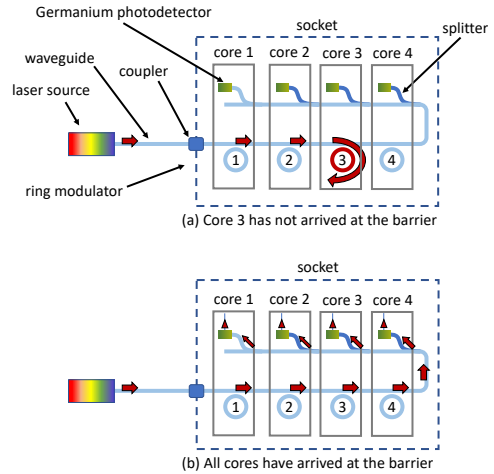 Germanium photodetector
socket
splitter
core 1 core 2 core 3 core 4
waveguide
coupler
laser source
1 2 3 4
ring modulator
(a) Core 3 has not arrived at the barrier
socket
core 1 core 2 core 3 core 4
1 2 3 4
(b) All cores have arrived at the barrier